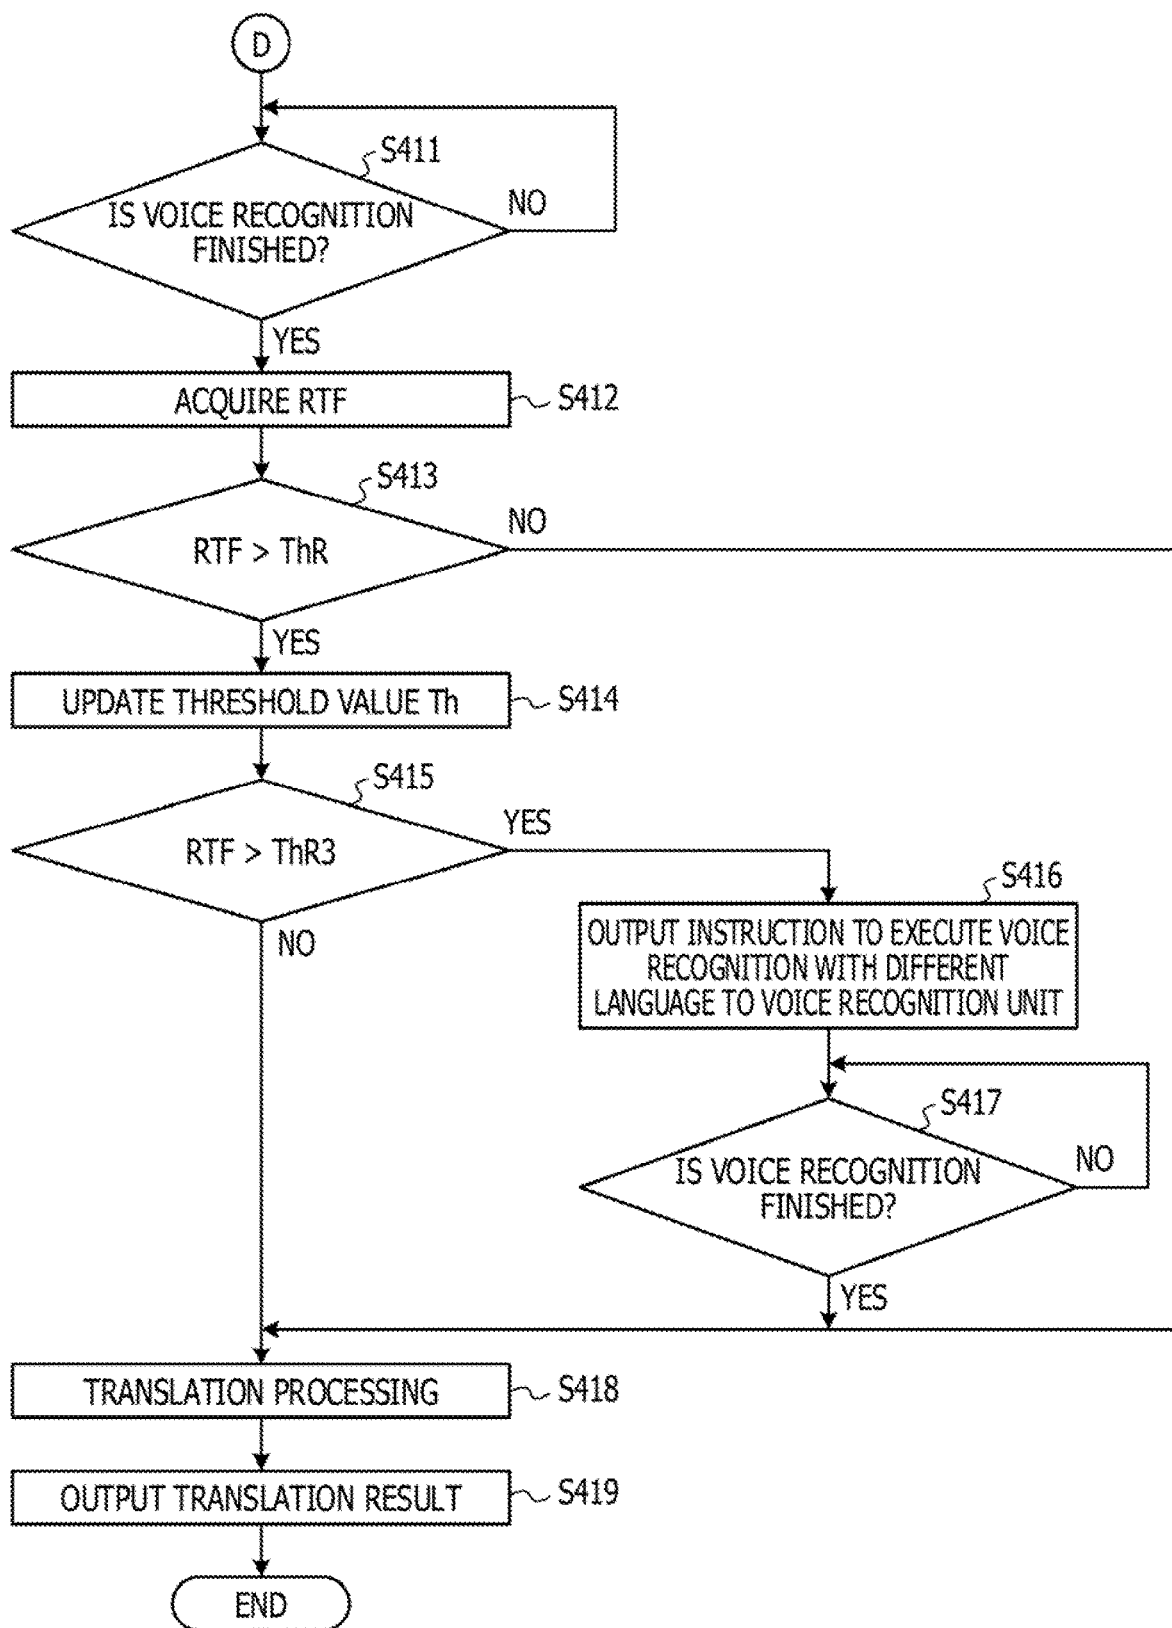 D
S411
IS VOICE RECOGNITION
FINISHED?
NO
YES
ACQUIRE RTF
S412
S413
RTF > ThR
NO
YES
UPDATE THRESHOLD VALUE Th
S414
S415
RTF > ThR3
YES
NO
S416
OUTPUT INSTRUCTION TO EXECUTE VOICE
RECOGNITION WITH DIFFERENT
LANGUAGE TO VOICE RECOGNITION UNIT
S417
IS VOICE RECOGNITION
FINISHED?
NO
YES
TRANSLATION PROCESSING
S418
OUTPUT TRANSLATION RESULT
S419
END